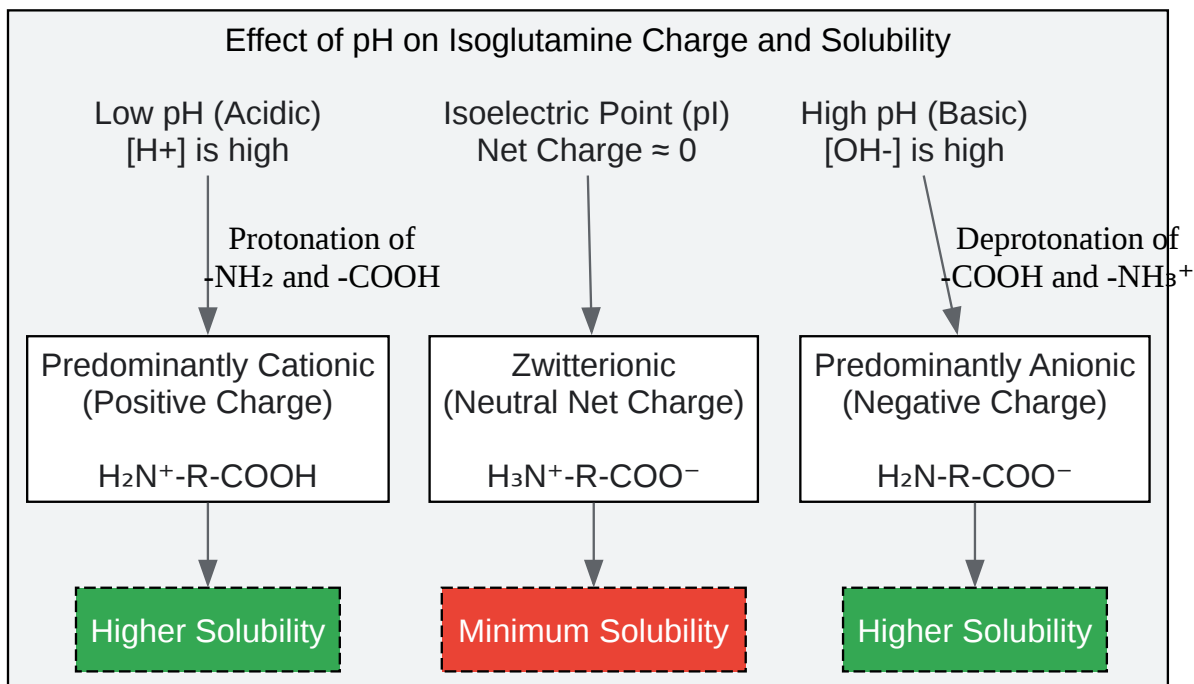 Effect of pH on Isoglutamine Charge and Solubility
Low pH (Acidic)
[H+] is high
Isoelectric Point (pI)
Net Charge ≈ 0
High pH (Basic)
[OH-] is high
Protonation of
-NH₂ and -COOH
Deprotonation of
-COOH and -NH₃⁺
Predominantly Cationic
(Positive Charge)
H₂N⁺-R-COOH
Zwitterionic
(Neutral Net Charge)
H₃N⁺-R-COO⁻
Predominantly Anionic
(Negative Charge)
H₂N-R-COO⁻
Higher Solubility
Minimum Solubility
Higher Solubility